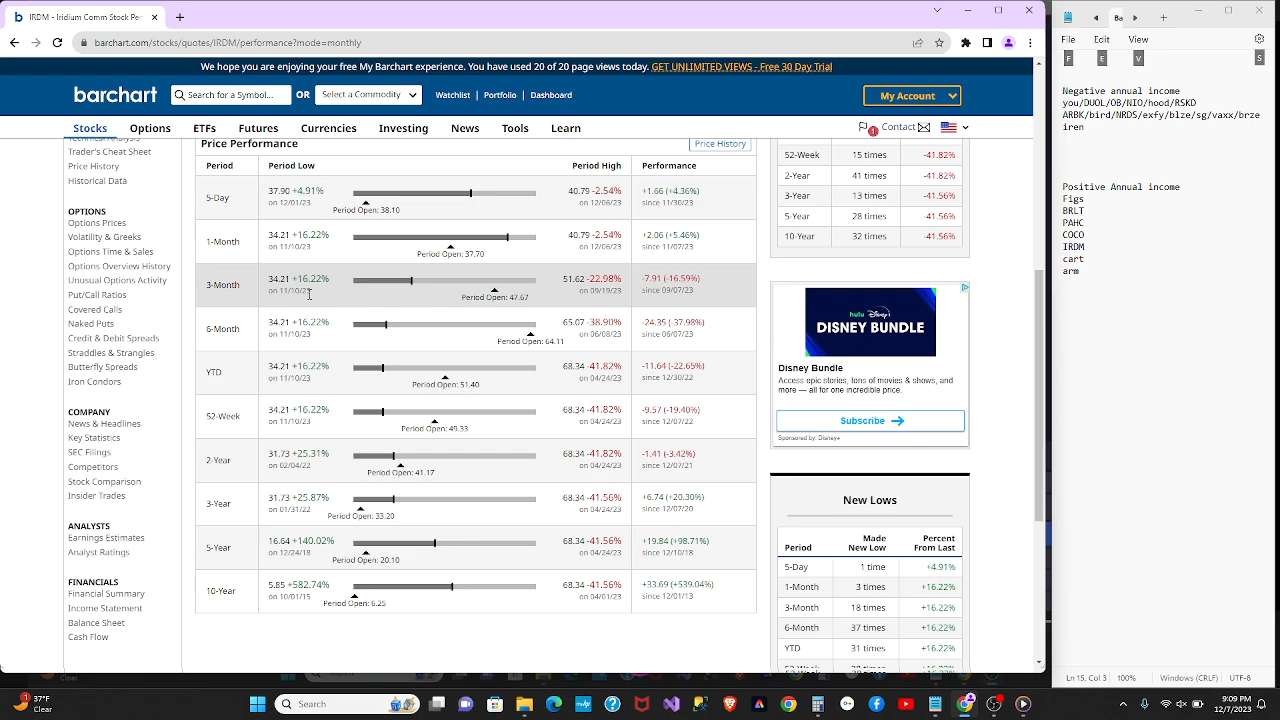 IRDM - Iridium Comm Stock Per
barchart.com/stocks/quotes/IRDM/performance?
We hope you are enjoying your free My Barchart experience. You have used 20 of 20 page views today. GET UNLIMITED VIEWS - Free 30 Day Trial
barchart
Search for a Symbol...
OR
Select a Commodity
Watchlist | Portfolio | Dashboard
My Account
Stocks Options ETFs Futures Currencies Investing News Tools Learn
Contact
Technical Analysis
Trader's Cheat Sheet
Price History
Historical Data
OPTIONS
Options Prices
Volatility & Greeks
Options Time & Sales
Options Overview History
Unusual Options Activity
Put/Call Ratios
Covered Calls
Naked Puts
Credit & Debit Spreads
Straddles & Strangles
Butterfly Spreads
Iron Condors
COMPANY
News & Headlines
Key Statistics
SEC Filings
Competitors
Stock Comparison
Insider Trades
ANALYSTS
Earnings Estimates
Analyst Ratings
FINANCIALS
Financial Summary
Income Statement
Balance Sheet
Cash Flow
Price Performance
Price History
Period Period Low Period High Performance
5-Day 37.90 +4.91% 40.79 -2.54% +1.66 (+4.36%)
on 12/01/23 Period Open: 38.10 on 12/06/23 since 11/30/23
1-Month 34.21 +16.22% 40.79 -2.54% +2.06 (+5.46%)
on 11/10/23 Period Open: 37.70 on 12/06/23 since 11/07/23
3-Month 34.21 +16.22% 51.62 -22.98% -7.91 (-16.59%)
on 11/10/23 Period Open: 47.67 on 09/19/23 since 09/07/23
6-Month 34.21 +16.22% 65.07 -38.90% -24.35 (-37.98%)
on 11/10/23 Period Open: 64.11 on 06/08/23 since 06/07/23
YTD 34.21 +16.22% 68.34 -41.82% -11.64 (-22.65%)
on 11/10/23 Period Open: 51.40 on 04/24/23 since 12/30/22
52-Week 34.21 +16.22% 68.34 -41.82% -9.57 (-19.40%)
on 11/10/23 Period Open: 49.33 on 04/24/23 since 12/07/22
2-Year 31.73 +25.31% 68.34 -41.82% -1.41 (-3.42%)
on 02/04/22 Period Open: 41.17 on 04/24/23 since 12/07/21
3-Year 31.73 +25.87% 68.34 -41.56% +6.74 (+20.30%)
on 01/31/22 Period Open: 33.20 on 04/24/23 since 12/07/20
5-Year 16.64 +140.02% 68.34 -41.56% +19.84 (+98.71%)
on 12/24/18 Period Open: 20.10 on 04/24/23 since 12/10/18
10-Year 5.85 +582.74% 68.34 -41.56% +33.69 (+539.04%)
on 10/01/15 Period Open: 6.25 on 04/01/23 since 12/01/13
52-Week 15 times -41.82%
2-Year 41 times -41.82%
3-Year 13 times -41.56%
5-Year 28 times -41.56%
10-Year 32 times -41.56%
hulu Disney+
DISNEY BUNDLE
Disney Bundle
Access epic stories, tons of movies & shows, and
more — all for one incredible price.
Subscribe
Sponsored by: Disney+
New Lows
Period Made New Low Percent From Last
5-Day 1 time +4.91%
1-Month 3 times +16.22%
3-Month 18 times +16.22%
6-Month 37 times +16.22%
YTD 31 times +16.22%
Ba
File Edit View
F E V S
Negative annual income
you/DUOL/OB/NIO/hood/RSKD
ARBK/bird/NRDS/exfy/blze/sg/vaxx/brze
iren
Positive Annual income
Figs
BRLT
PAHC
COCO
IRDM
cart
arm
Ln 15, Col 3 100% Windows (CRLF) UTF-8
37°F
Clear
Search
9:09 PM
12/7/2023